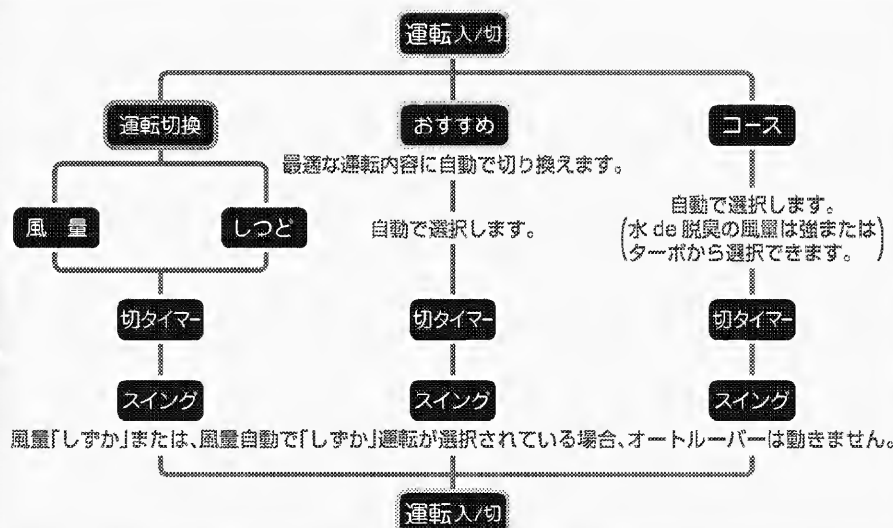 運転入/切
運転切換
おすすめ
コース
最適な運転内容に自動で切り換えます。
風 量
しつど
自動で選択します。
自動で選択します。
(水 de 脱臭の風量は強または
ターボから選択できます。)
切タイマー
切タイマー
切タイマー
スイング
スイング
スイング
風量「しずか」または、風量自動で「しずか」運転が選択されている場合、オートルーバーは動きません。
運転入/切